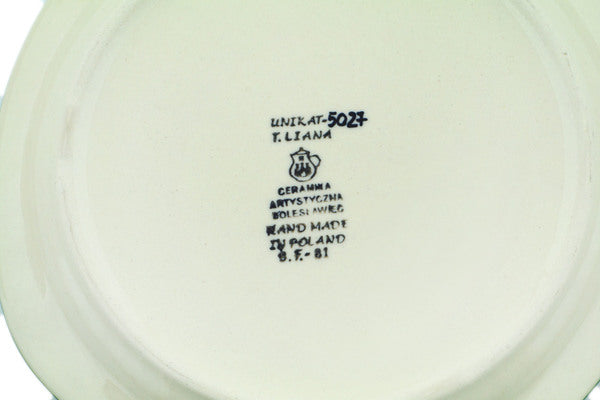 UNIKAT-5027
T. LIANA
CERAMIKA
ARTYSTYCZNA
BOLESŁAWIEC
HAND MADE
IN POLAND
B.F.-81